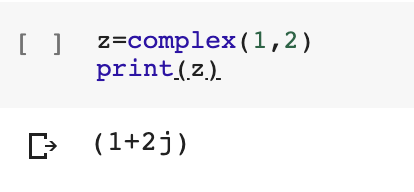 [ ] z=complex(1,2)
print(z)
(1+2j)